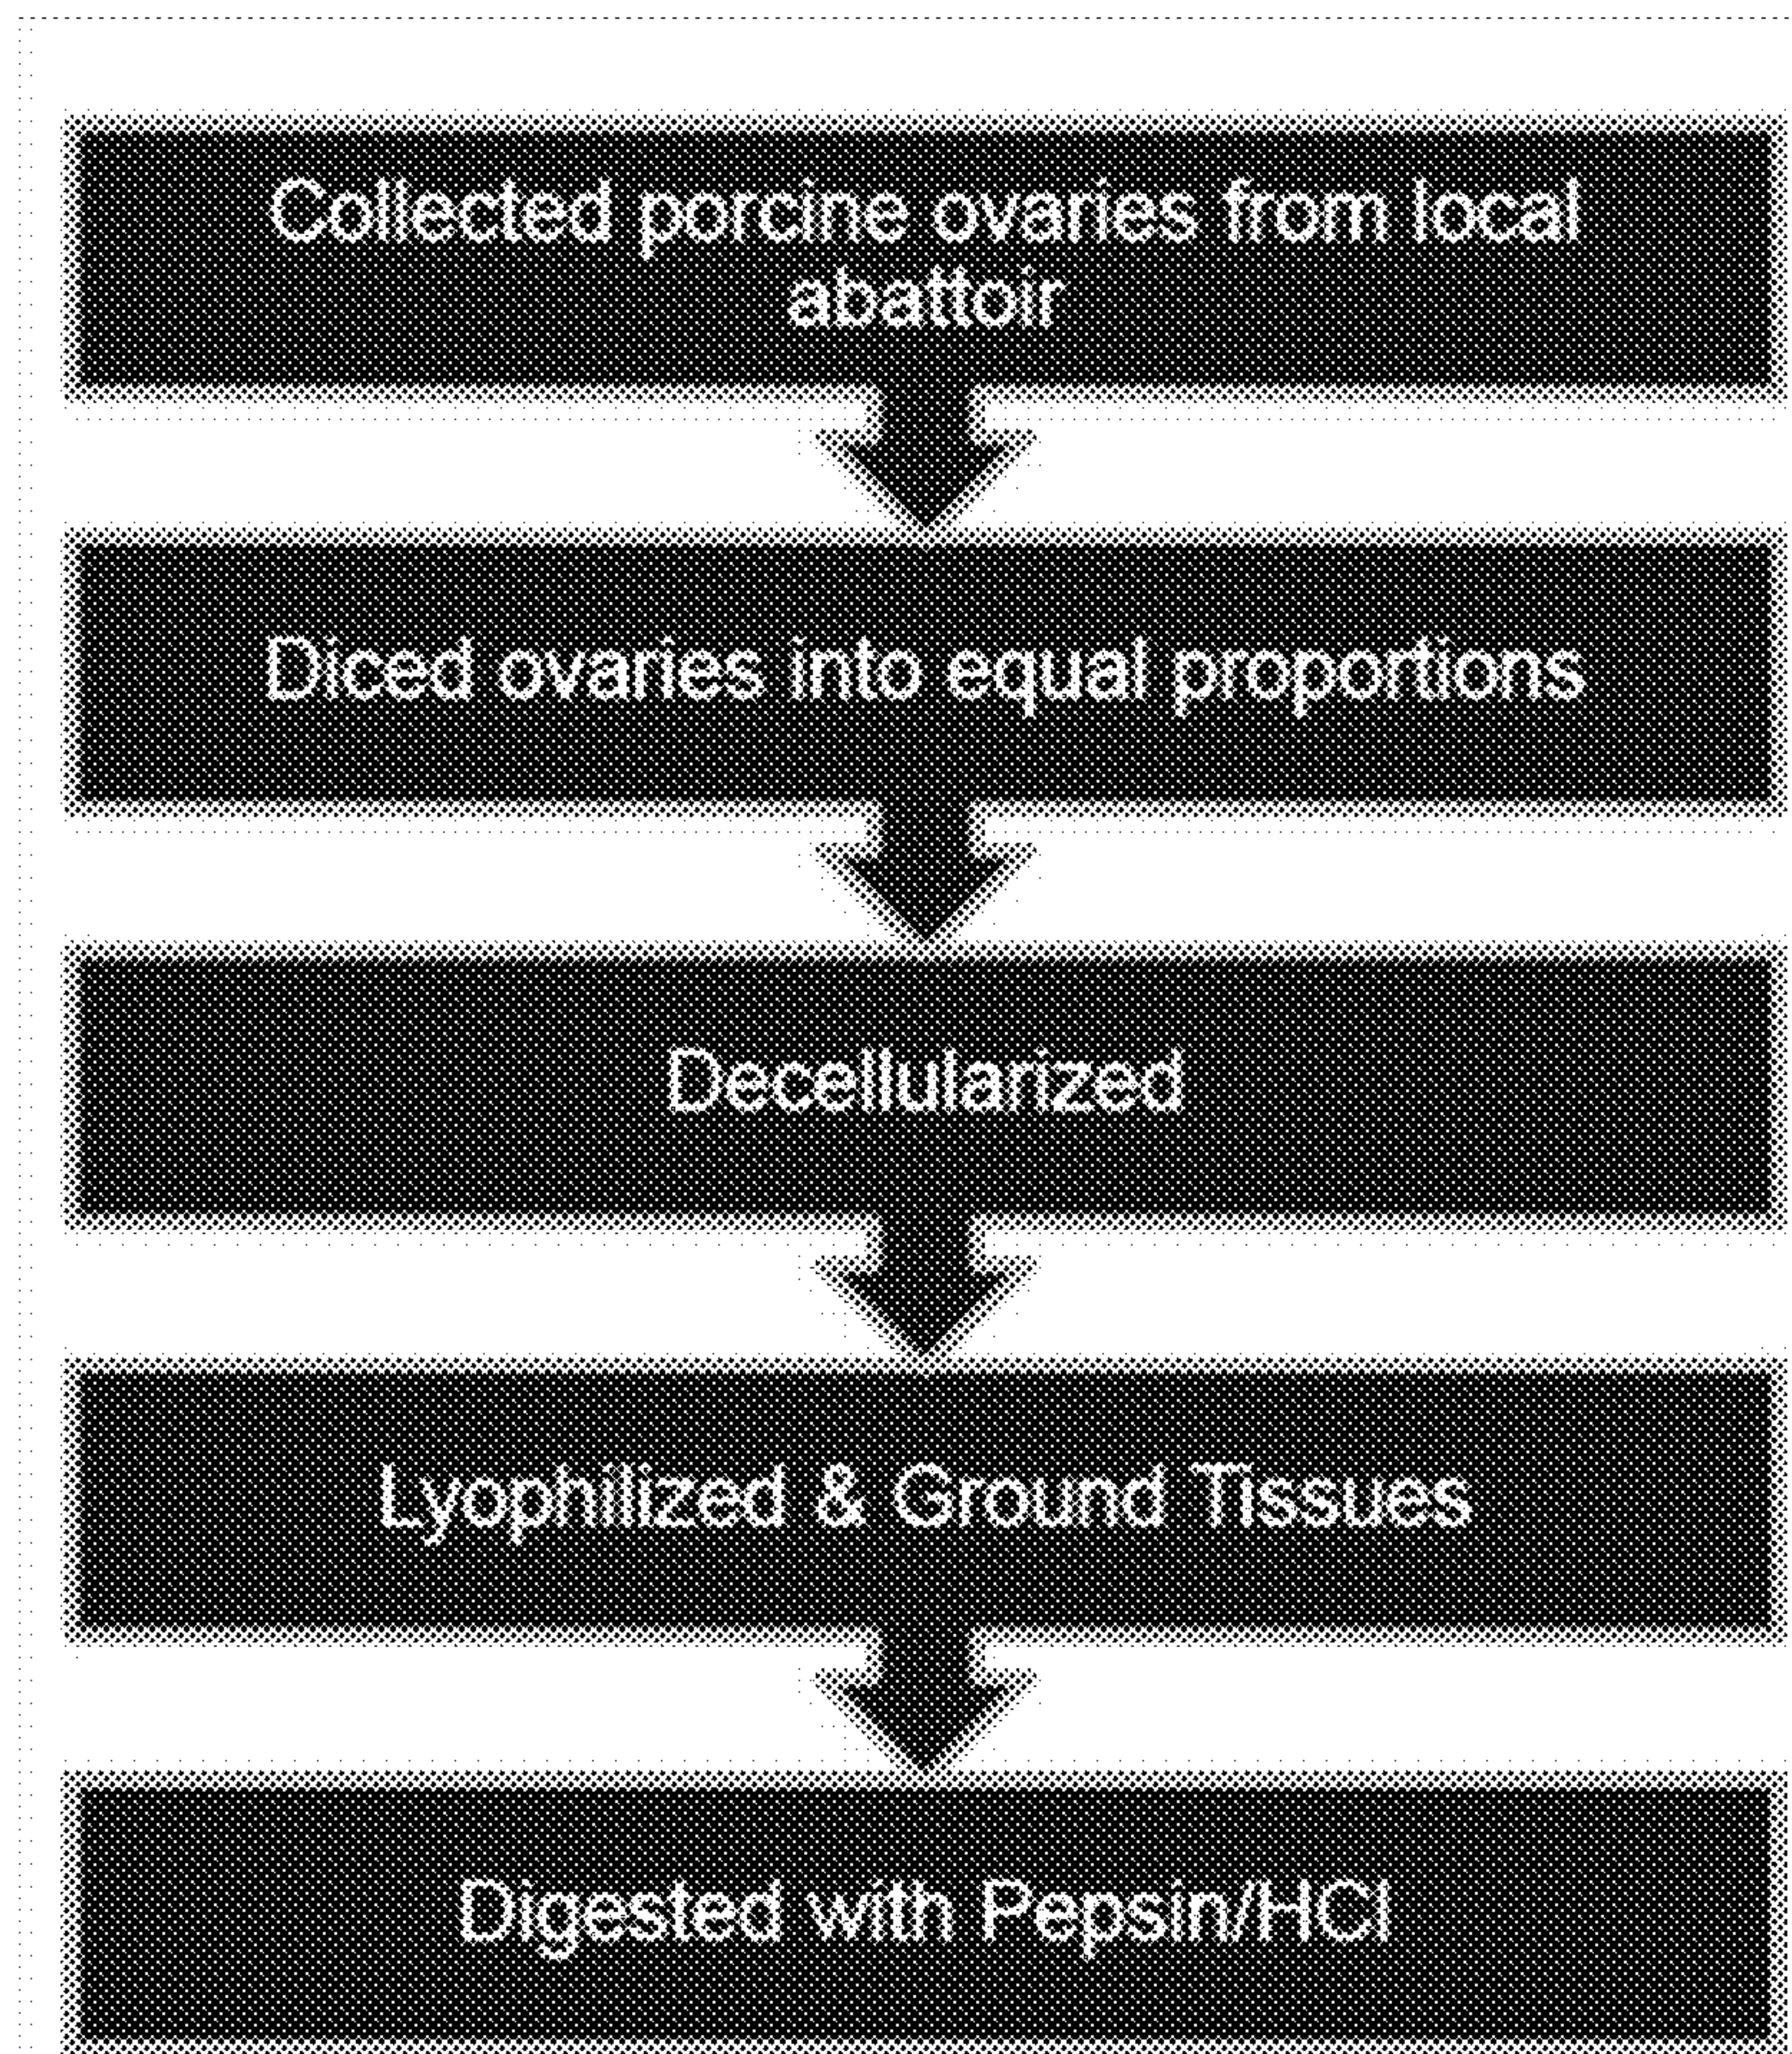 Collected porcine ovaries from local
abattoir
Diced ovaries into equal proportions
Decellularized
Lyophilized & Ground Tissues
Digested with Pepsin/HCl